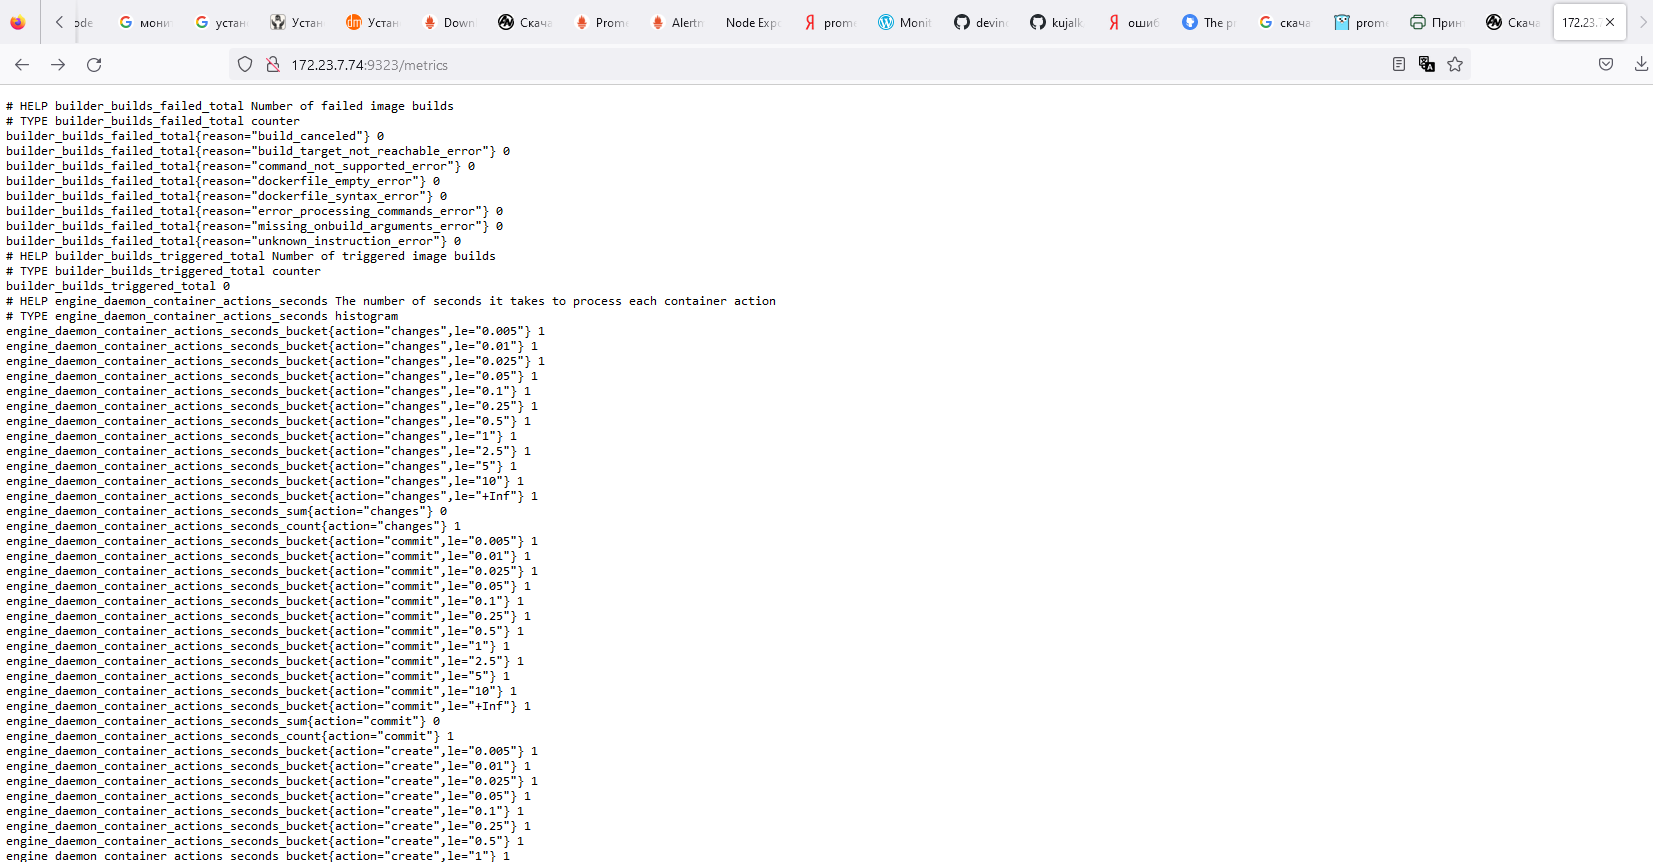 ode
мони
устан
Устан
Устан
Downl
Скача
Prome
Alertm
Node Expo
prome
Monit
devin
kujalk
ошиб
The pr
скача
prome
Принт
Скача
172.23.7
172.23.7.74:9323/metrics
# HELP builder_builds_failed_total Number of failed image builds
# TYPE builder_builds_failed_total counter
builder_builds_failed_total{reason="build_canceled"} 0
builder_builds_failed_total{reason="build_target_not_reachable_error"} 0
builder_builds_failed_total{reason="command_not_supported_error"} 0
builder_builds_failed_total{reason="dockerfile_empty_error"} 0
builder_builds_failed_total{reason="dockerfile_syntax_error"} 0
builder_builds_failed_total{reason="error_processing_commands_error"} 0
builder_builds_failed_total{reason="missing_onbuild_arguments_error"} 0
builder_builds_failed_total{reason="unknown_instruction_error"} 0
# HELP builder_builds_triggered_total Number of triggered image builds
# TYPE builder_builds_triggered_total counter
builder_builds_triggered_total 0
# HELP engine_daemon_container_actions_seconds The number of seconds it takes to process each container action
# TYPE engine_daemon_container_actions_seconds histogram
engine_daemon_container_actions_seconds_bucket{action="changes",le="0.005"} 1
engine_daemon_container_actions_seconds_bucket{action="changes",le="0.01"} 1
engine_daemon_container_actions_seconds_bucket{action="changes",le="0.025"} 1
engine_daemon_container_actions_seconds_bucket{action="changes",le="0.05"} 1
engine_daemon_container_actions_seconds_bucket{action="changes",le="0.1"} 1
engine_daemon_container_actions_seconds_bucket{action="changes",le="0.25"} 1
engine_daemon_container_actions_seconds_bucket{action="changes",le="0.5"} 1
engine_daemon_container_actions_seconds_bucket{action="changes",le="1"} 1
engine_daemon_container_actions_seconds_bucket{action="changes",le="2.5"} 1
engine_daemon_container_actions_seconds_bucket{action="changes",le="5"} 1
engine_daemon_container_actions_seconds_bucket{action="changes",le="10"} 1
engine_daemon_container_actions_seconds_bucket{action="changes",le="+Inf"} 1
engine_daemon_container_actions_seconds_sum{action="changes"} 0
engine_daemon_container_actions_seconds_count{action="changes"} 1
engine_daemon_container_actions_seconds_bucket{action="commit",le="0.005"} 1
engine_daemon_container_actions_seconds_bucket{action="commit",le="0.01"} 1
engine_daemon_container_actions_seconds_bucket{action="commit",le="0.025"} 1
engine_daemon_container_actions_seconds_bucket{action="commit",le="0.05"} 1
engine_daemon_container_actions_seconds_bucket{action="commit",le="0.1"} 1
engine_daemon_container_actions_seconds_bucket{action="commit",le="0.25"} 1
engine_daemon_container_actions_seconds_bucket{action="commit",le="0.5"} 1
engine_daemon_container_actions_seconds_bucket{action="commit",le="1"} 1
engine_daemon_container_actions_seconds_bucket{action="commit",le="2.5"} 1
engine_daemon_container_actions_seconds_bucket{action="commit",le="5"} 1
engine_daemon_container_actions_seconds_bucket{action="commit",le="10"} 1
engine_daemon_container_actions_seconds_bucket{action="commit",le="+Inf"} 1
engine_daemon_container_actions_seconds_sum{action="commit"} 0
engine_daemon_container_actions_seconds_count{action="commit"} 1
engine_daemon_container_actions_seconds_bucket{action="create",le="0.005"} 1
engine_daemon_container_actions_seconds_bucket{action="create",le="0.01"} 1
engine_daemon_container_actions_seconds_bucket{action="create",le="0.025"} 1
engine_daemon_container_actions_seconds_bucket{action="create",le="0.05"} 1
engine_daemon_container_actions_seconds_bucket{action="create",le="0.1"} 1
engine_daemon_container_actions_seconds_bucket{action="create",le="0.25"} 1
engine_daemon_container_actions_seconds_bucket{action="create",le="0.5"} 1
engine_daemon_container_actions_seconds_bucket{action="create",le="1"} 1